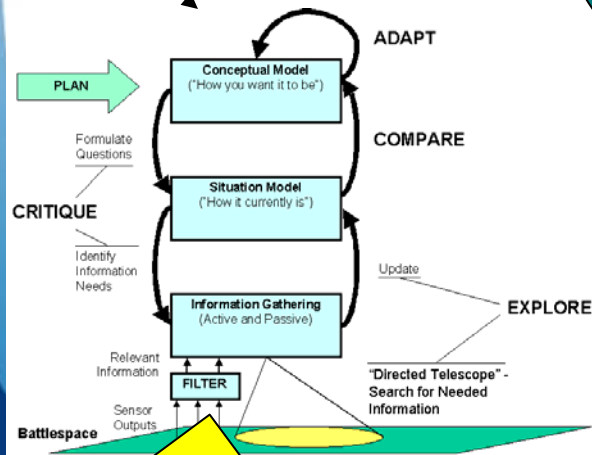 ADAPT
Conceptual Model
("How you want it to be")
PLAN
COMPARE
Formulate
Questions
Situation Model
("How it currently is")
CRITIQUE
Identify
Information
Needs
Update
Information Gathering
(Active and Passive)
EXPLORE
Relevant
Information
"Directed Telescope" -
Search for Needed
Information
FILTER
Sensor
Outputs
Battlespace